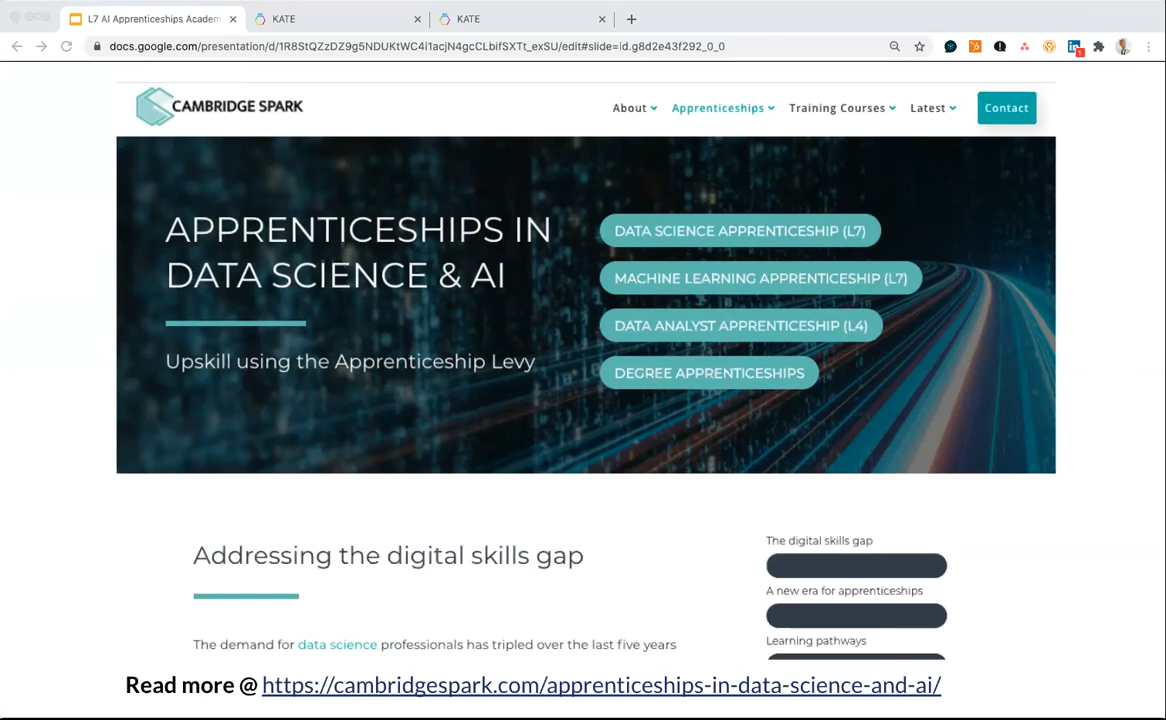 L7 AI Apprenticeships Academ
KATE
KATE
docs.google.com/presentation/d/1R8StQZzDZ9g5NDUKtWC4i1acjN4gcCLbifSXTt_exSU/edit#slide=id.g8d2e43f292_0_0
1
CAMBRIDGE SPARK
About
Apprenticeships
Training Courses
Latest
Contact
APPRENTICESHIPS IN
DATA SCIENCE & AI
Upskill using the Apprenticeship Levy
DATA SCIENCE APPRENTICESHIP (L7)
MACHINE LEARNING APPRENTICESHIP (L7)
DATA ANALYST APPRENTICESHIP (L4)
DEGREE APPRENTICESHIPS
Addressing the digital skills gap
The demand for data science professionals has tripled over the last five years
The digital skills gap
A new era for apprenticeships
Learning pathways
Read more @ https://cambridgespark.com/apprenticeships-in-data-science-and-ai/